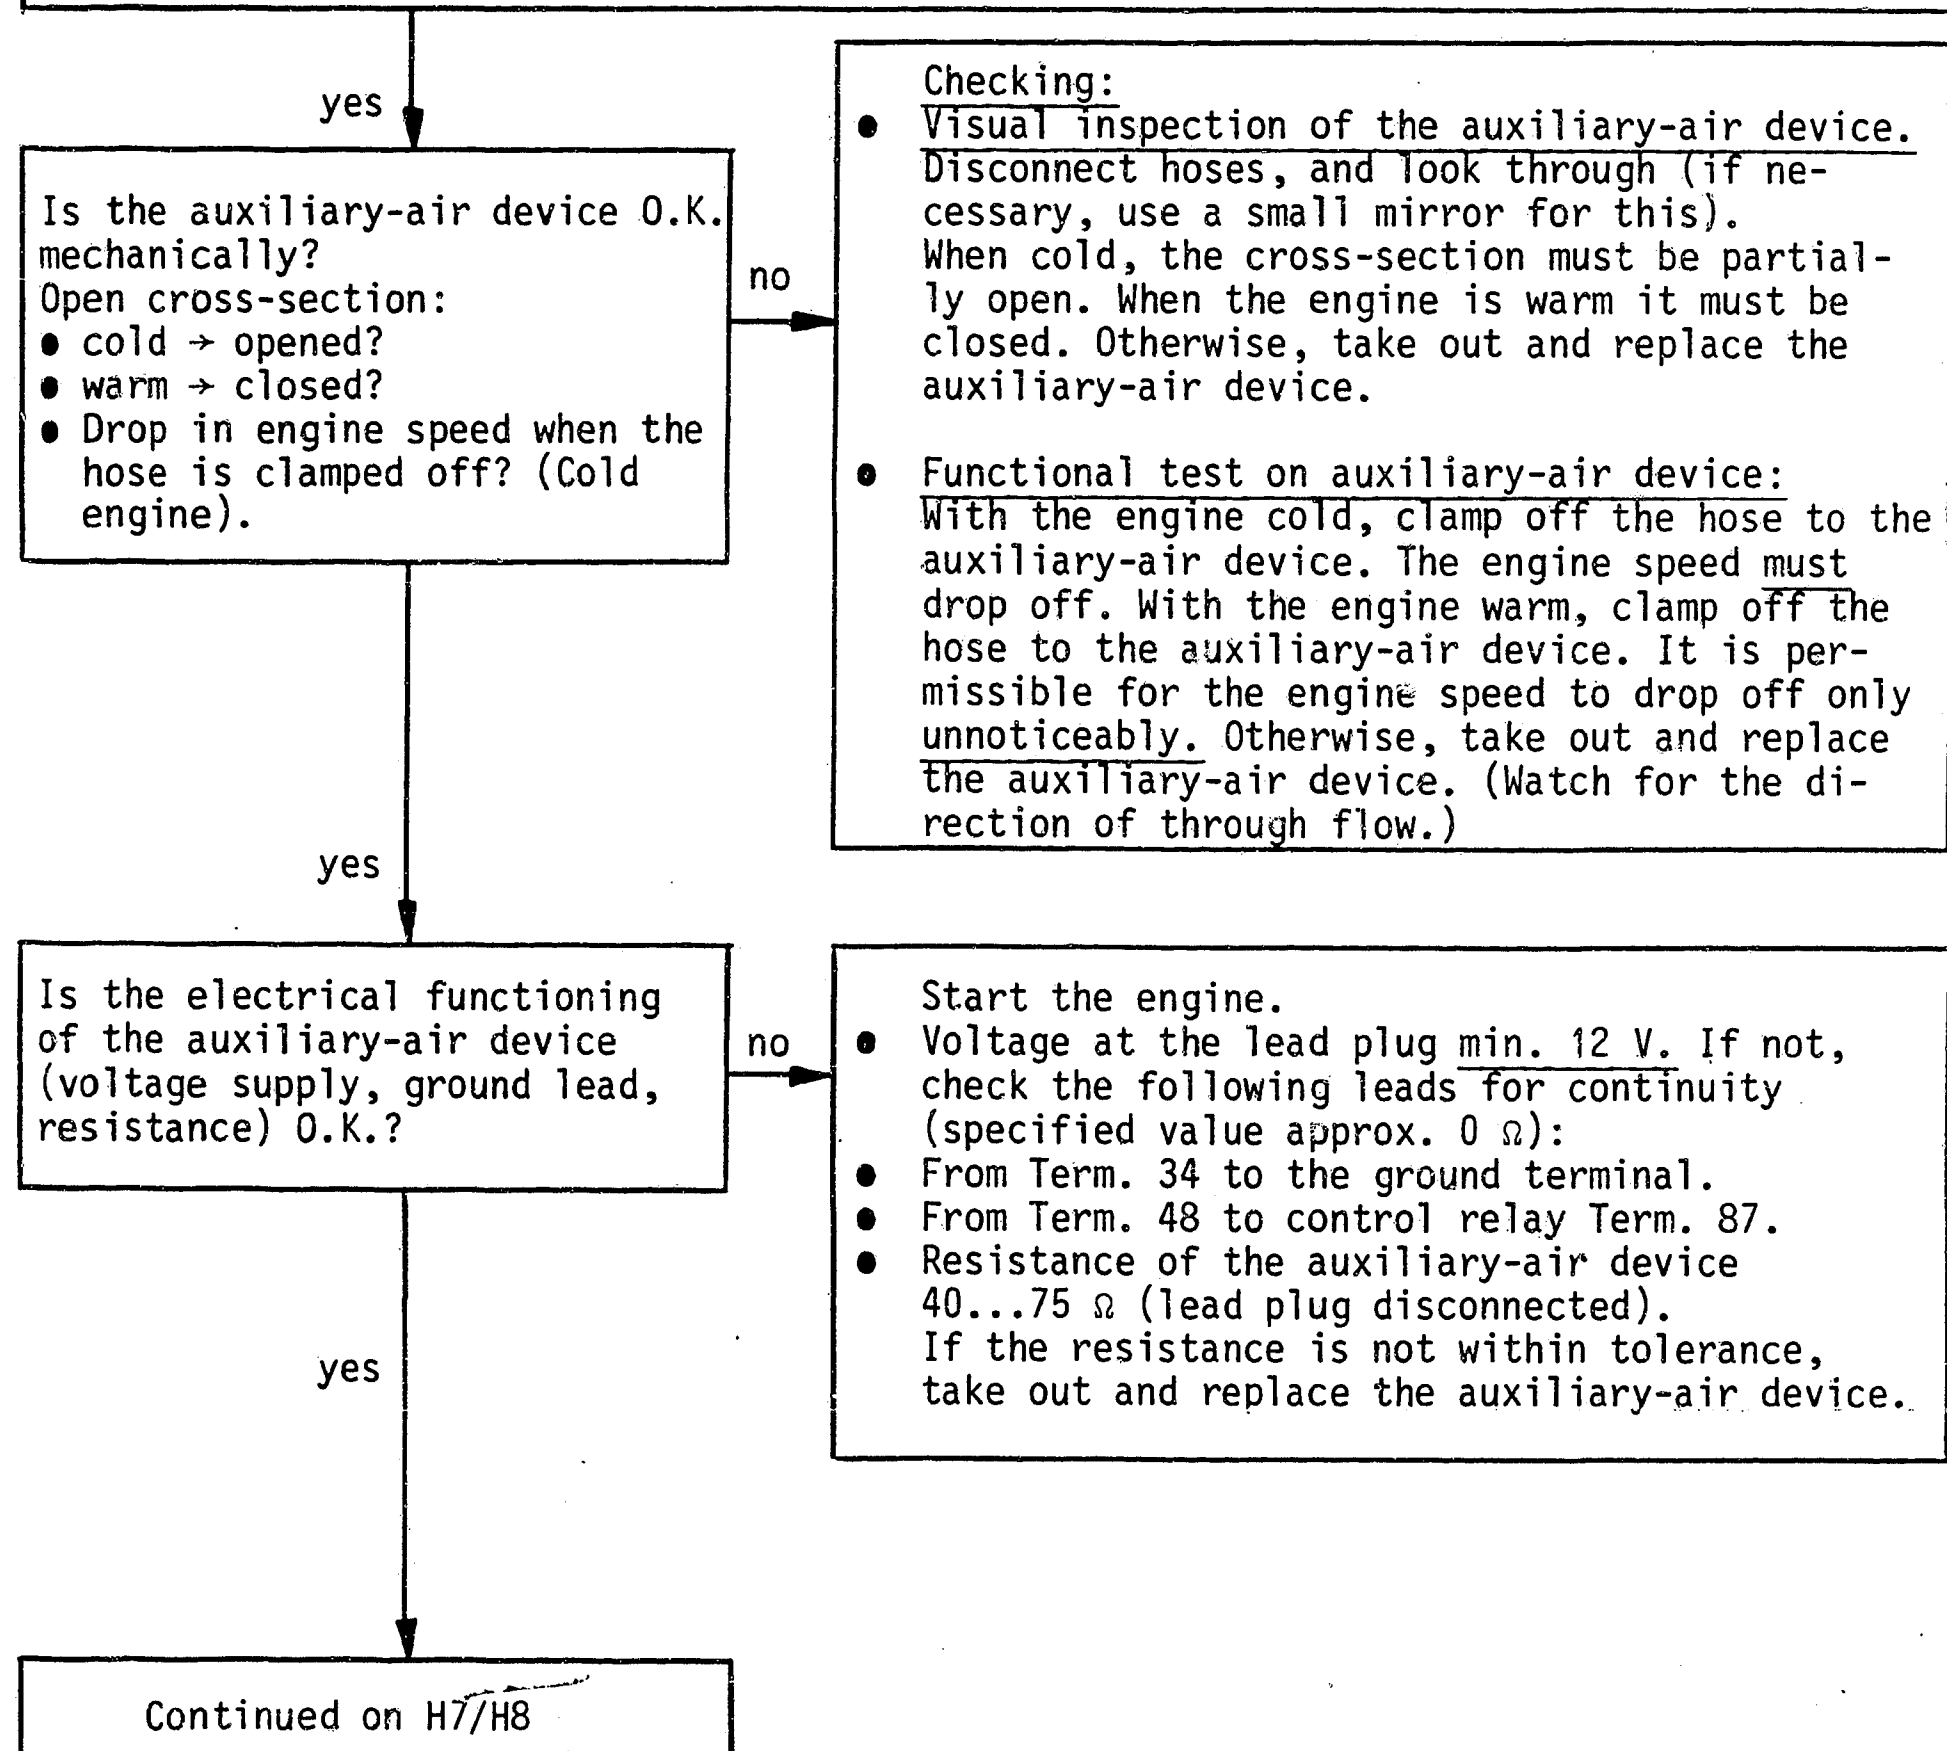 yes
Is the auxiliary-air device O.K.
mechanically?
Open cross-section:
● cold → opened?
● warm → closed?
● Drop in engine speed when the
hose is clamped off? (Cold
engine).
no
Checking:
● Visual inspection of the auxiliary-air device.
Disconnect hoses, and look through (if ne-
cessary, use a small mirror for this).
When cold, the cross-section must be partial-
ly open. When the engine is warm it must be
closed. Otherwise, take out and replace the
auxiliary-air device.
● Functional test on auxiliary-air device:
With the engine cold, clamp off the hose to the
auxiliary-air device. The engine speed must
drop off. With the engine warm, clamp off the
hose to the auxiliary-air device. It is per-
missible for the engine speed to drop off only
unnoticeably. Otherwise, take out and replace
the auxiliary-air device. (Watch for the di-
rection of through flow.)
yes
Is the electrical functioning
of the auxiliary-air device
(voltage supply, ground lead,
resistance) O.K.?
no
Start the engine.
● Voltage at the lead plug min. 12 V. If not,
check the following leads for continuity
(specified value approx. 0 Ω):
● From Term. 34 to the ground terminal.
● From Term. 48 to control relay Term. 87.
● Resistance of the auxiliary-air device
40...75 Ω (lead plug disconnected).
If the resistance is not within tolerance,
take out and replace the auxiliary-air device.
yes
Continued on H7/H8